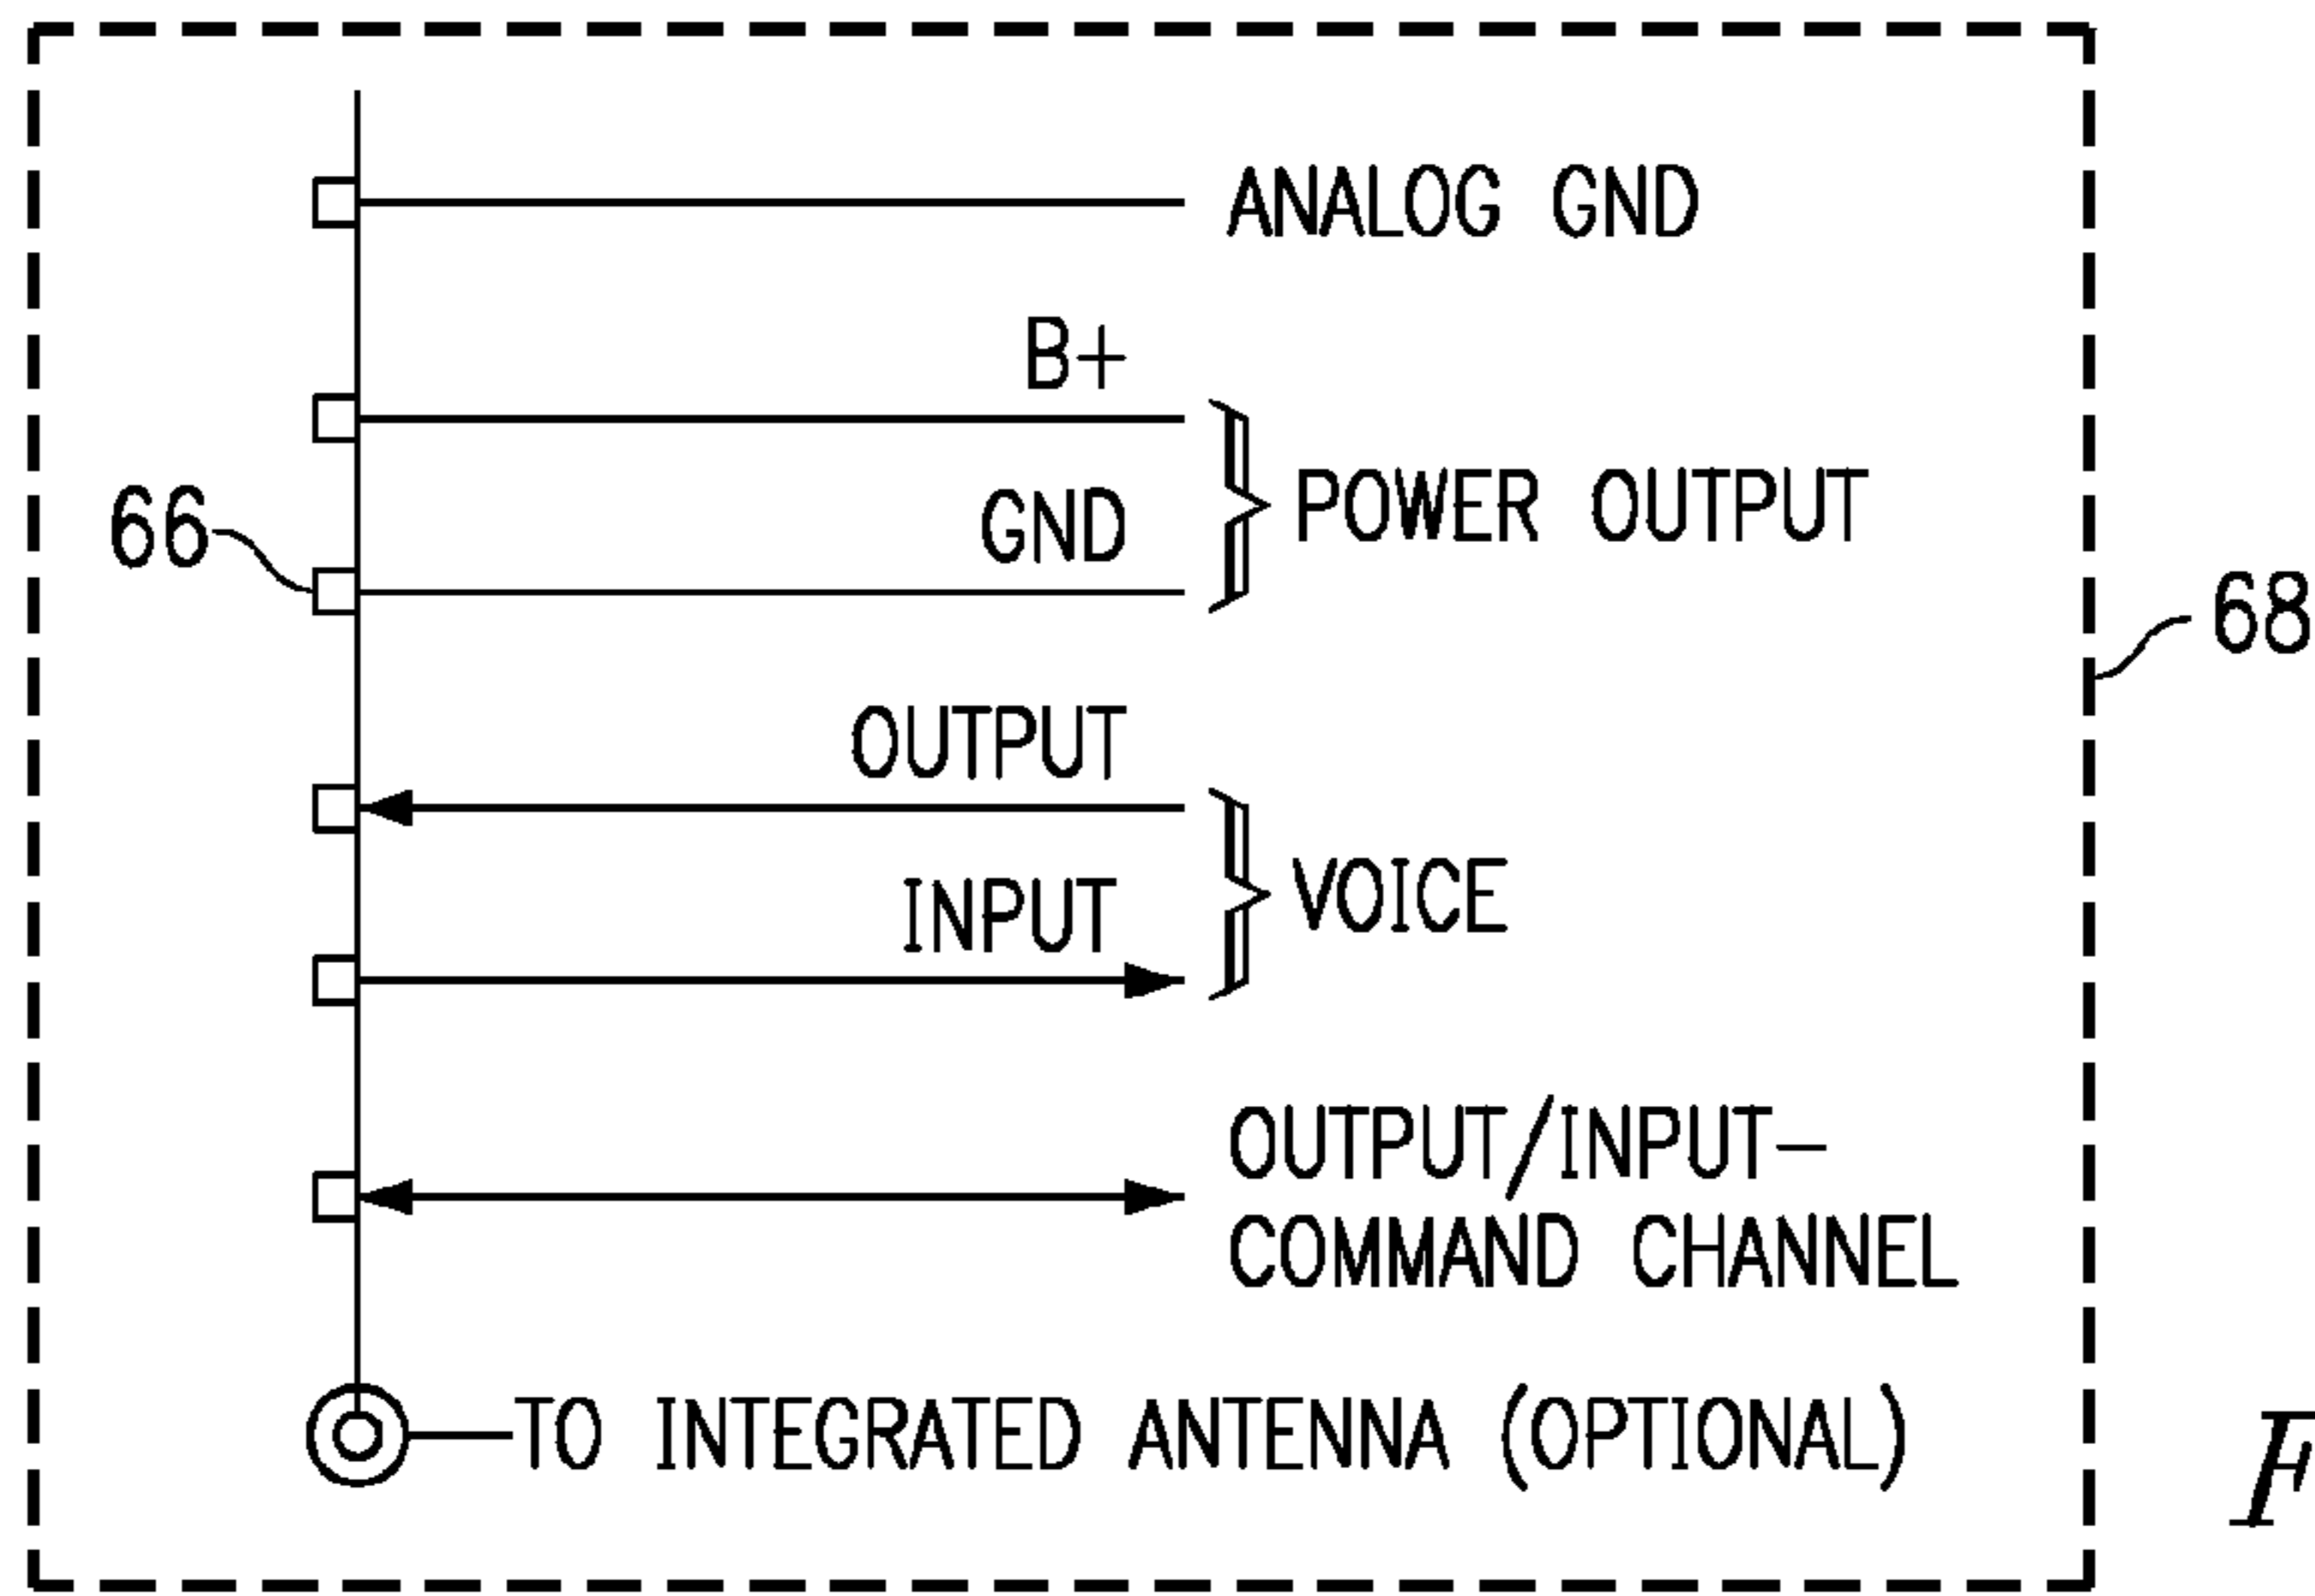 ANALOG GND
B+
GND
POWER OUTPUT
66
68
OUTPUT
INPUT
VOICE
OUTPUT/INPUT-
COMMAND CHANNEL
TO INTEGRATED ANTENNA (OPTIONAL)
F